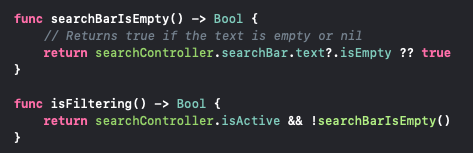 func searchBarIsEmpty() -> Bool {
    // Returns true if the text is empty or nil
    return searchController.searchBar.text?.isEmpty ?? true
}

func isFiltering() -> Bool {
    return searchController.isActive && !searchBarIsEmpty()
}